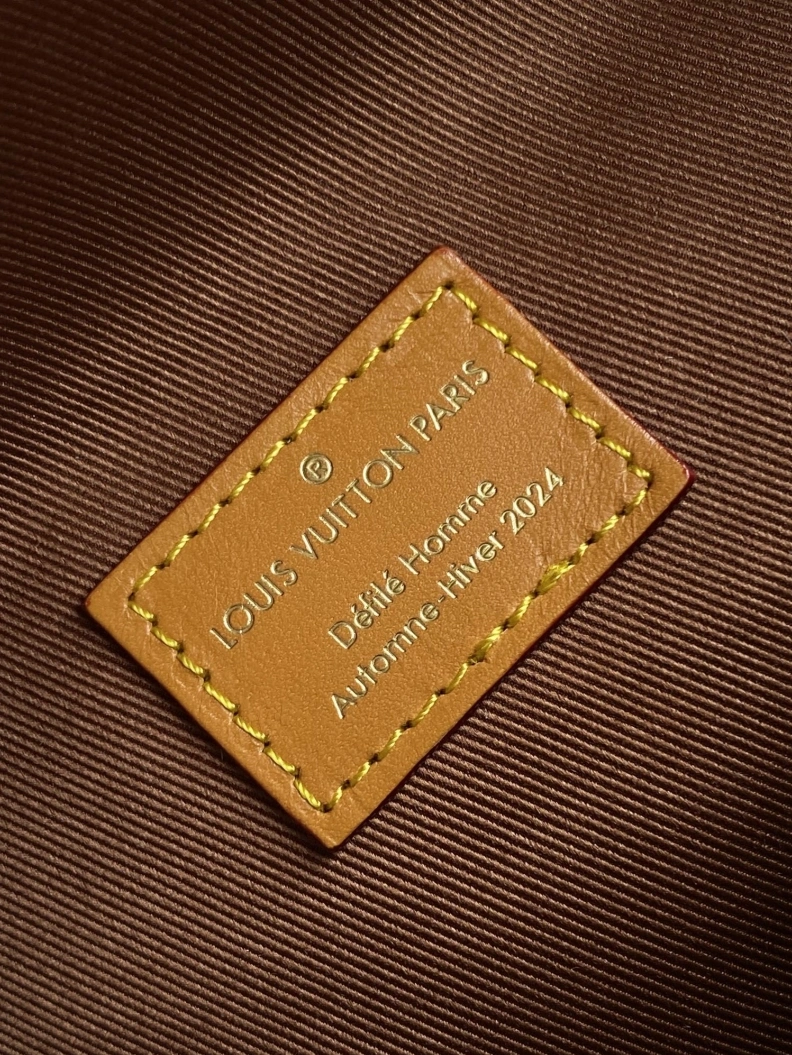 ®
LOUIS VUITTON PARIS
Défilé Homme
Automne-Hiver 2024